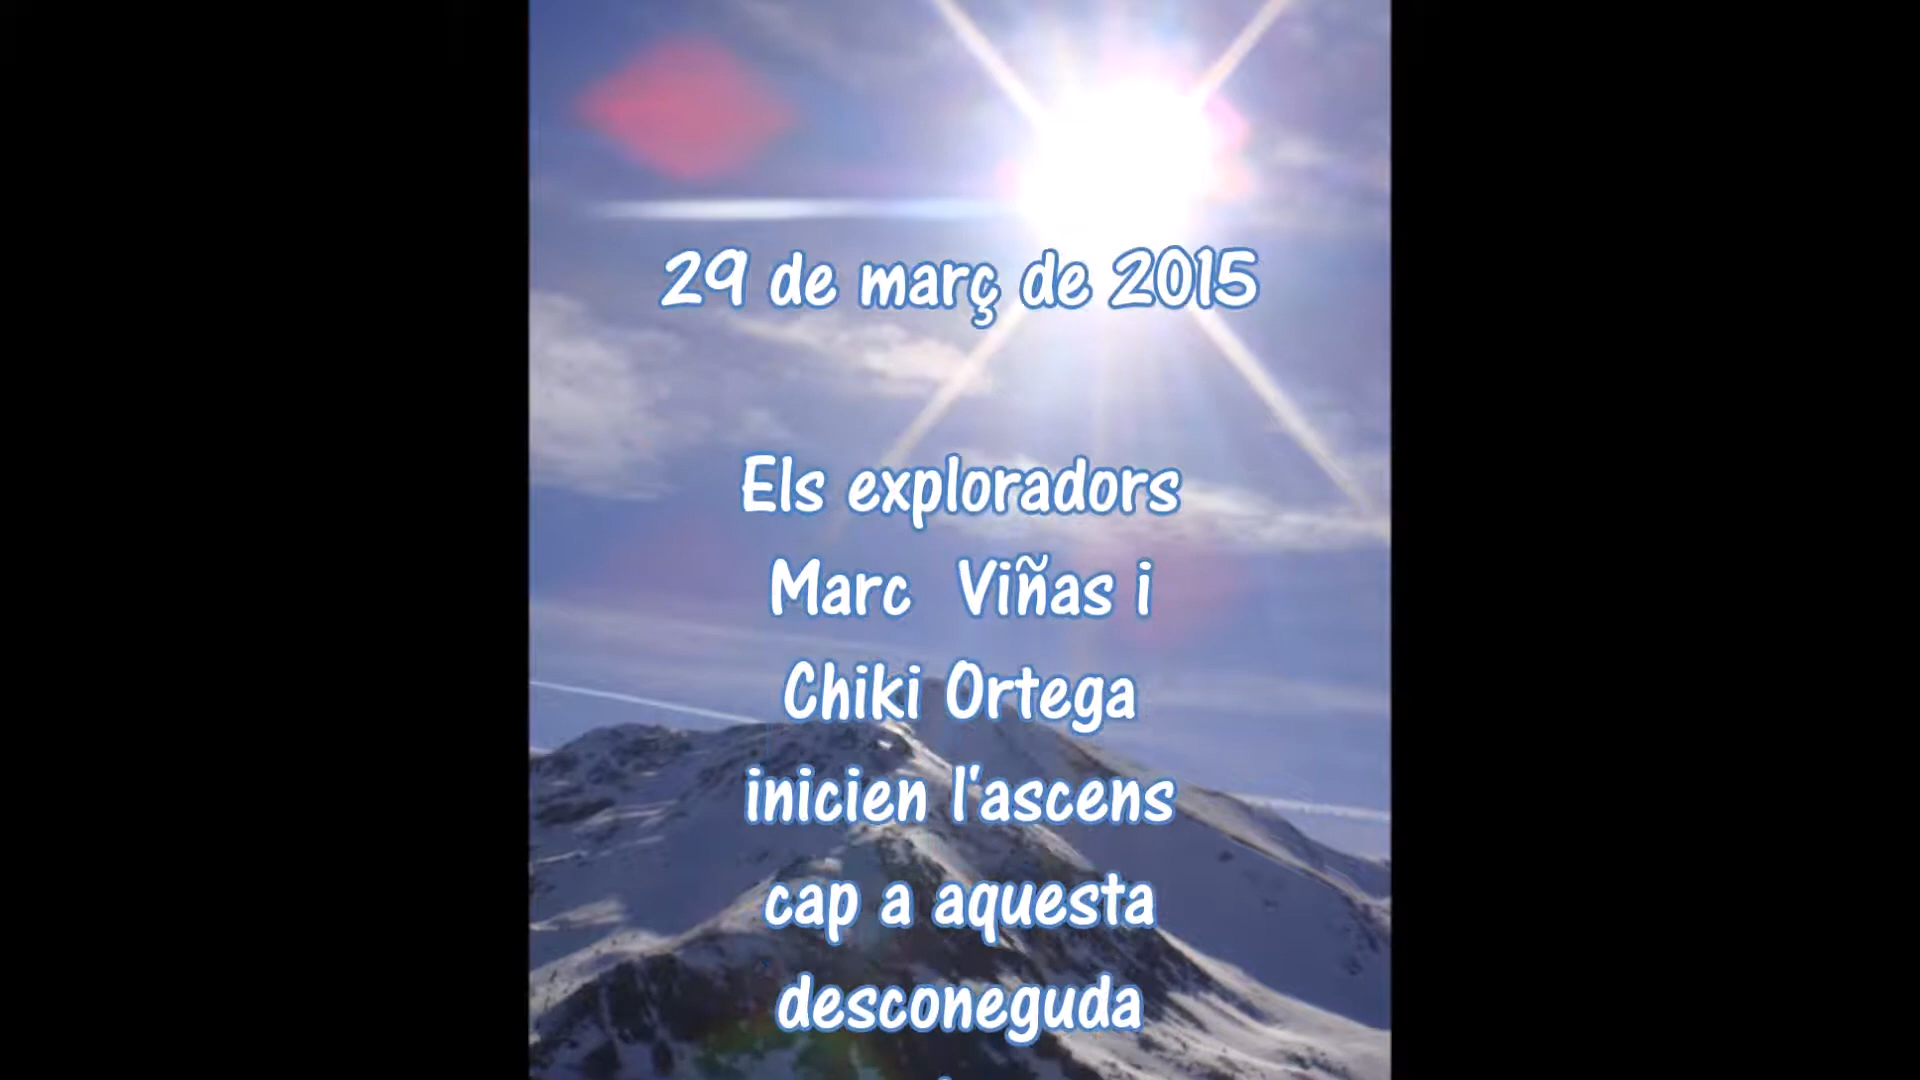 29 de març de 2015
Els exploradors
Marc  Viñas i
Chiki Ortega
inicien l'ascens
cap a aquesta
desconeguda